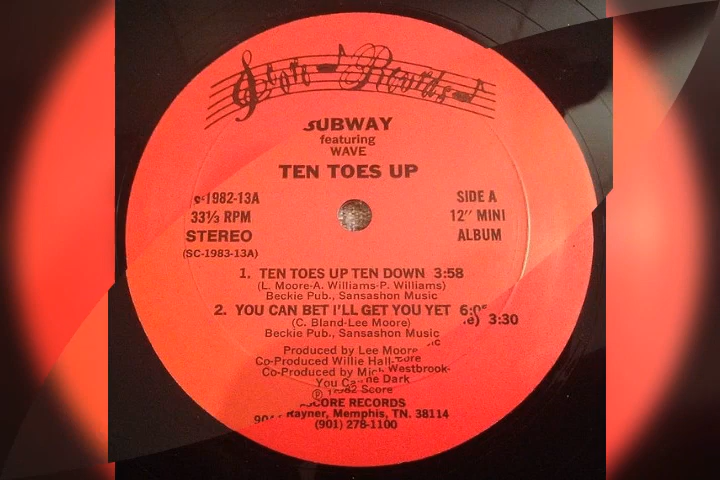 Score Records
SUBWAY
featuring
WAVE
TEN TOES UP
-1982-13A
33⅓ RPM
STEREO
(SC-1983-13A)
SIDE A
12" MINI
ALBUM
1. TEN TOES UP TEN DOWN 3:58
(L. Moore-A. Williams-P. Williams)
Beckie Pub., Sansashon Music
2. YOU CAN BET I'LL GET YOU YET
3:30
(C. Bland-Lee Moore)
Beckie Pub., Sansashon Music
Produced by Lee Moore
Co-Produced Willie Hall-
Co-Produced by
Westbrook-
You
Dark
Score
SCORE RECORDS
Rayner, Memphis, TN. 38114
(901) 278-1100